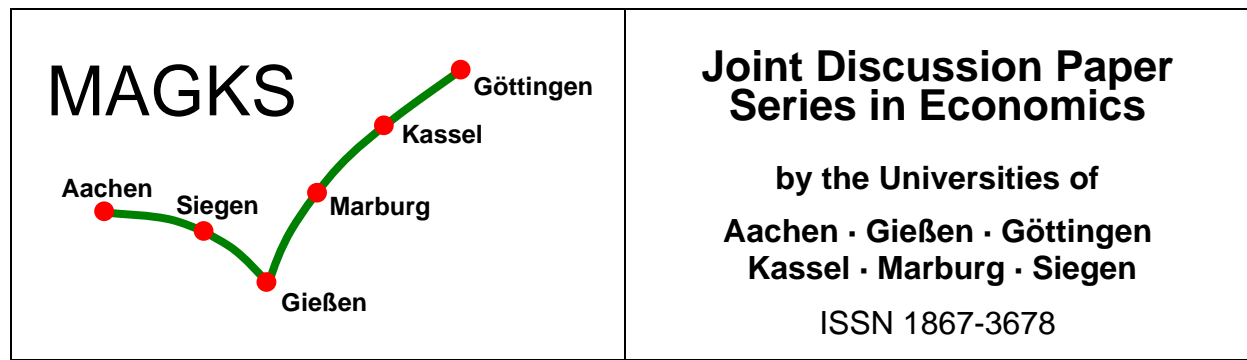 MAGKS
Göttingen
Kassel
Aachen
Siegen
Marburg
Gießen
Joint Discussion Paper
Series in Economics
by the Universities of
Aachen · Gießen · Göttingen
Kassel · Marburg · Siegen
ISSN 1867-3678